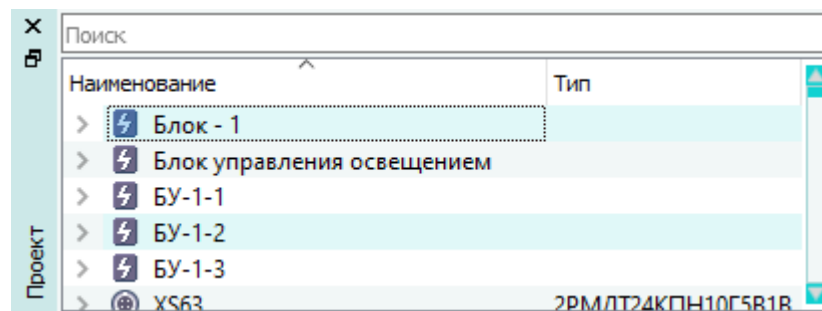 Поиск
Наименование Тип
Блок - 1
Блок управления освещением
БУ-1-1
БУ-1-2
БУ-1-3
XS63 2РМДТ24КПН10Г5В1В
Проект